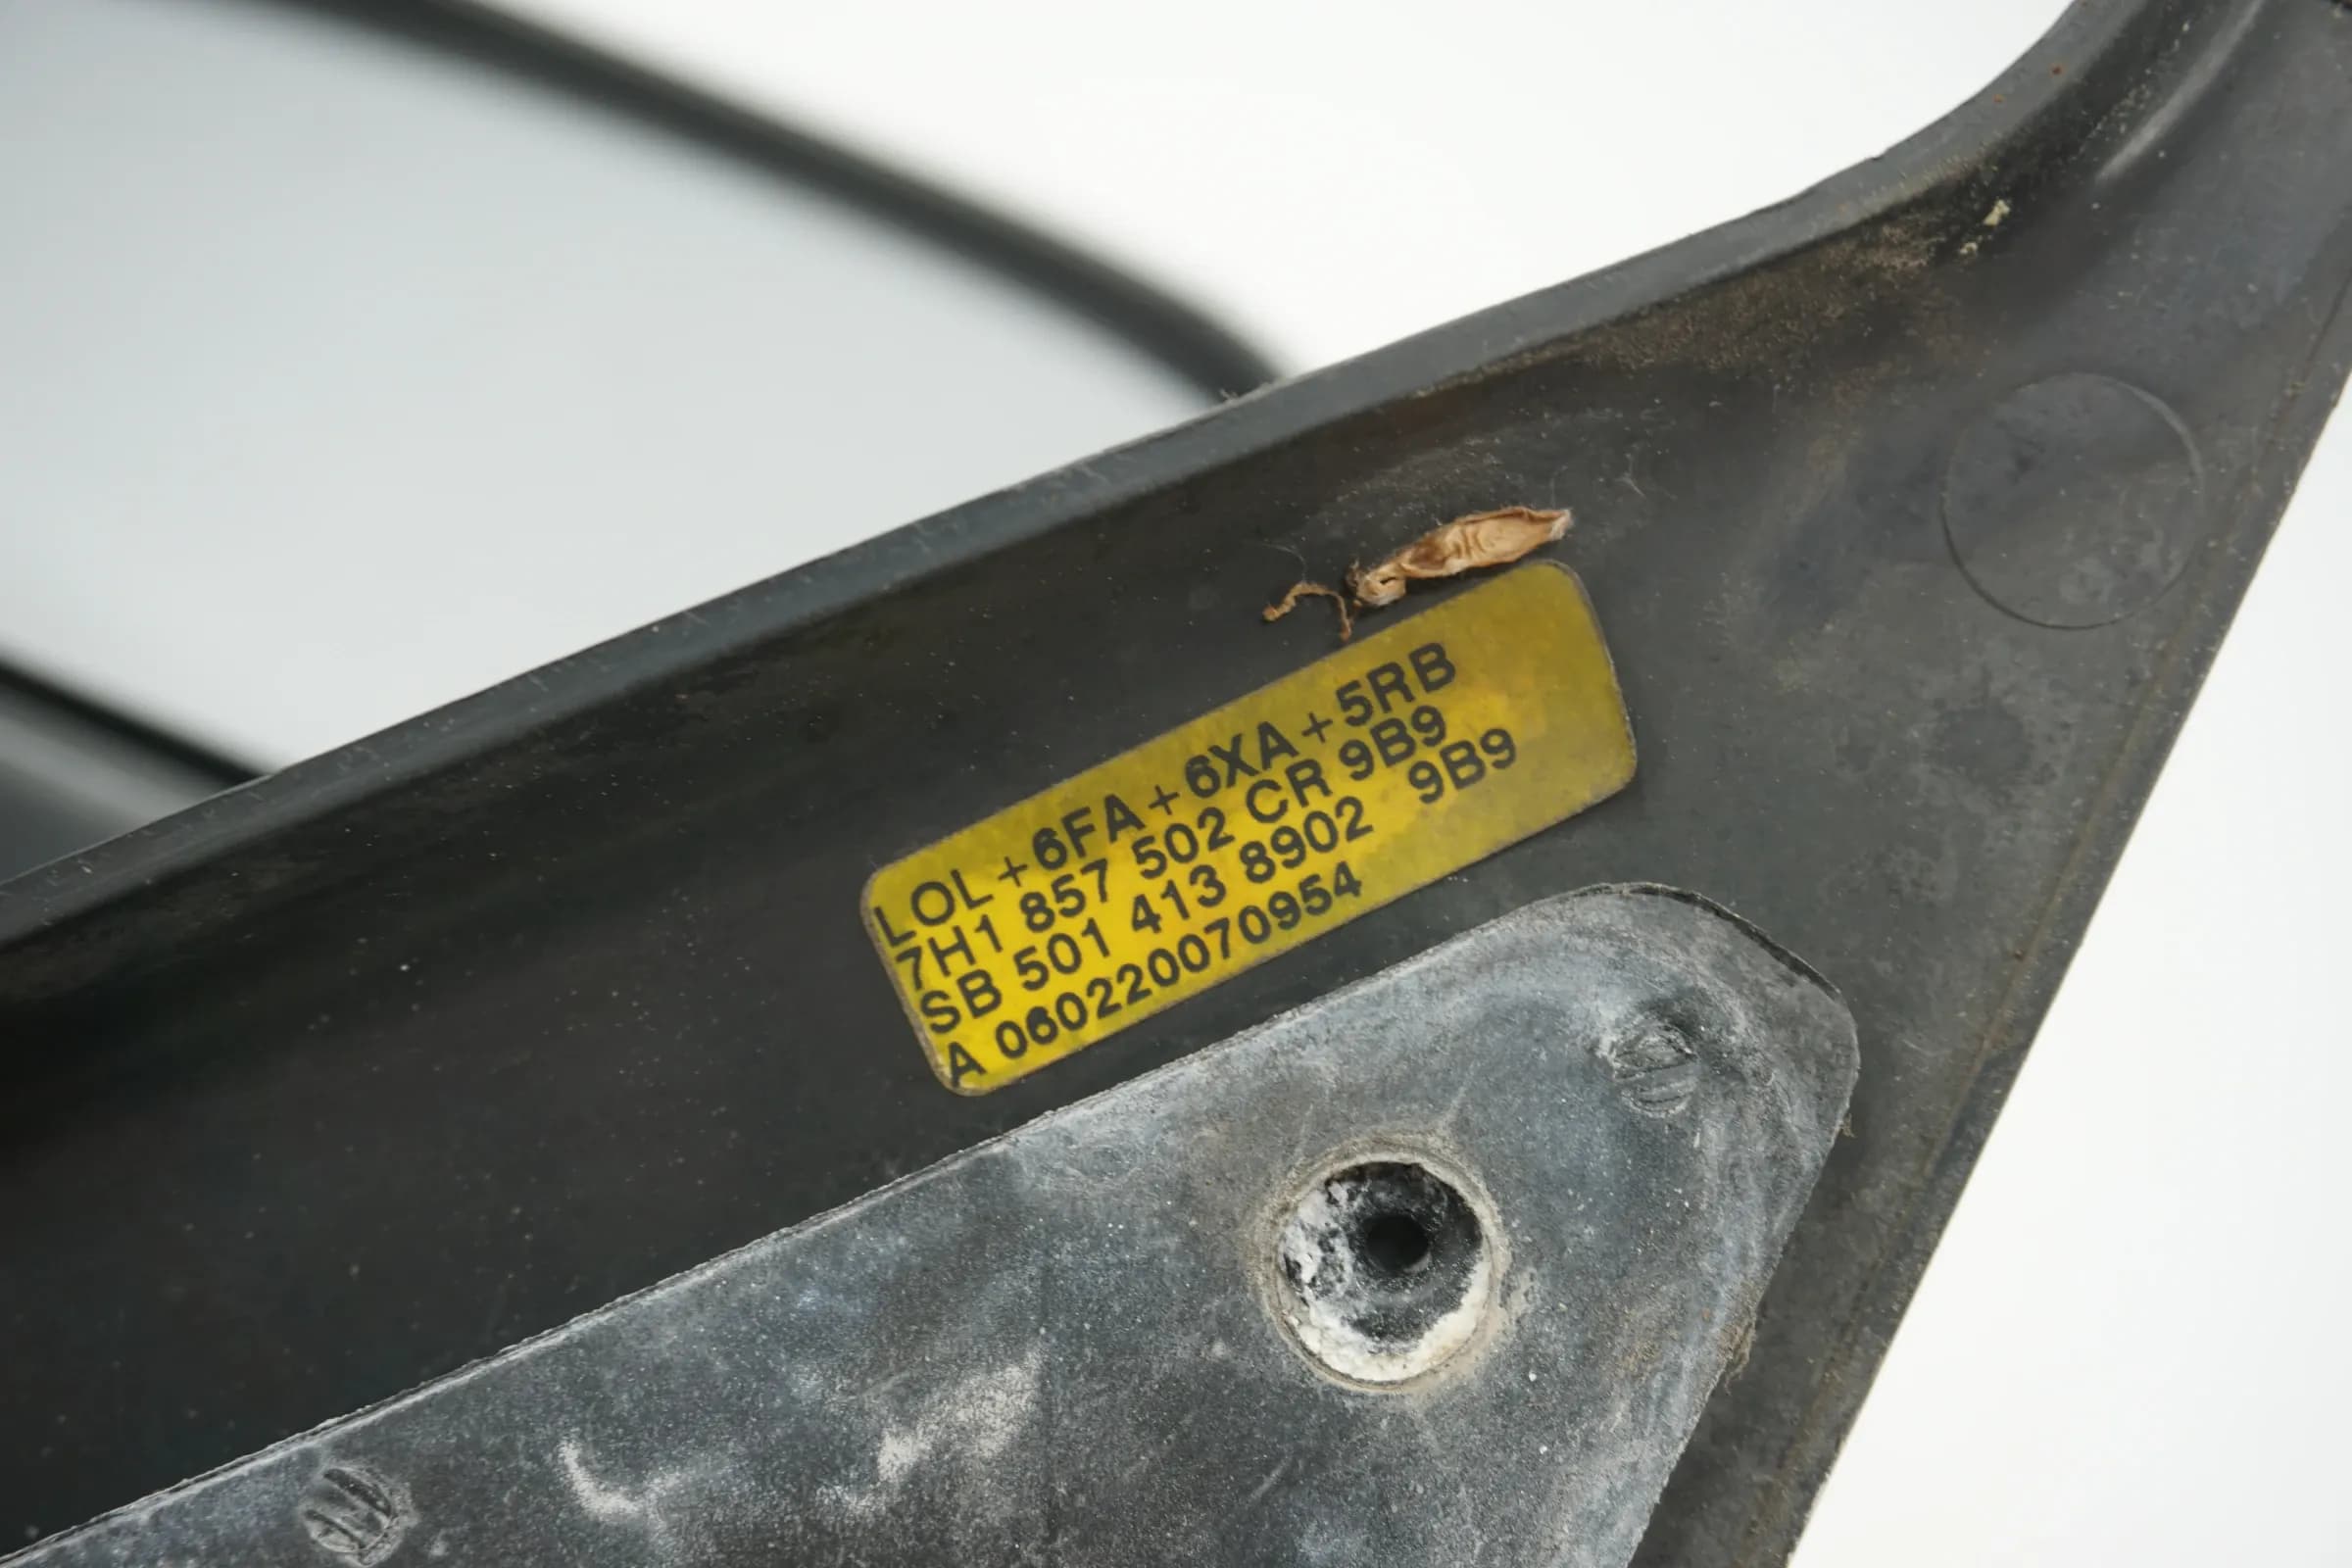 LOL+6FA+6XA+5RB
7H1 857 502 CR 9B9
SB 501 413 8902 9B9
A 060220070954